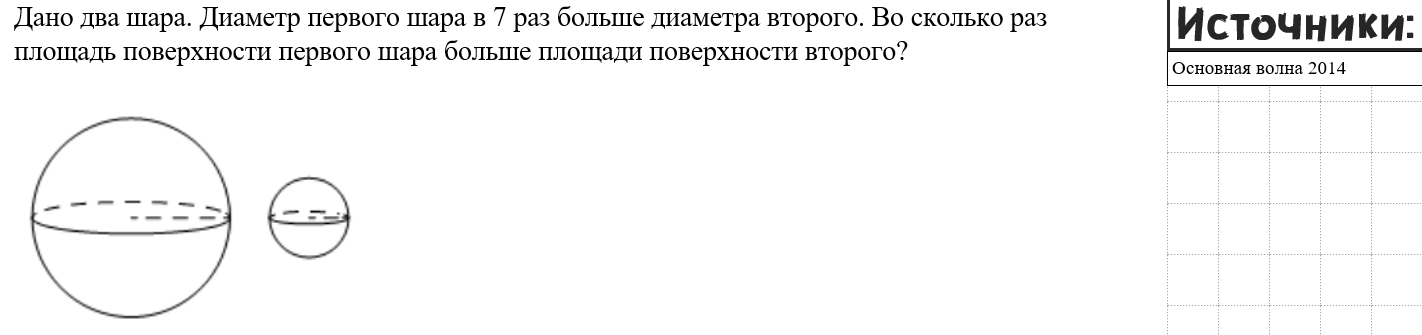 Дано два шара. Диаметр первого шара в 7 раз больше диаметра второго. Во сколько раз
площадь поверхности первого шара больше площади поверхности второго?
Источники:
Основная волна 2014